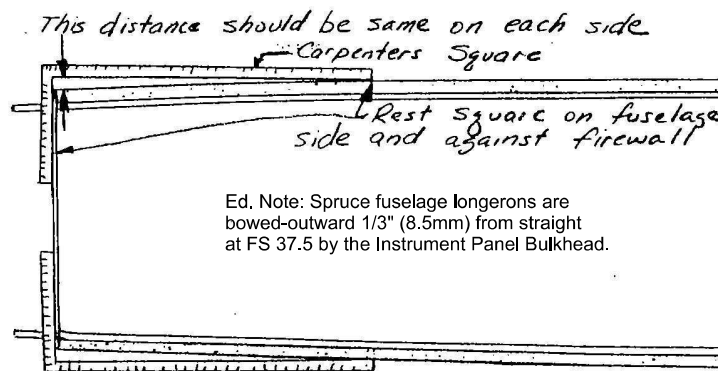 This distance should be same on each side
Carpenters Square
Rest Square on fuselage
side and against firewall
Ed. Note: Spruce fuselage longerons are
bowed-outward 1/3" (8.5mm) from straight
at FS 37.5 by the Instrument Panel Bulkhead.